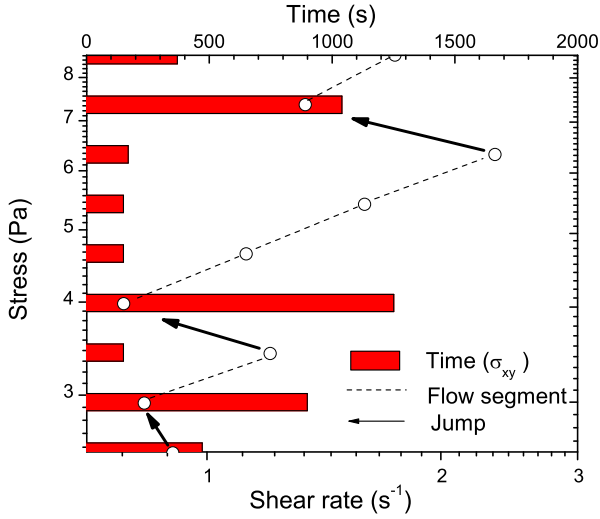 Time (s)
0 500 1000 1500 2000
8
7
6
5
4
3
Stress (Pa)
Time (σxy )
Flow segment
Jump
1 2 3
Shear rate (s-1)